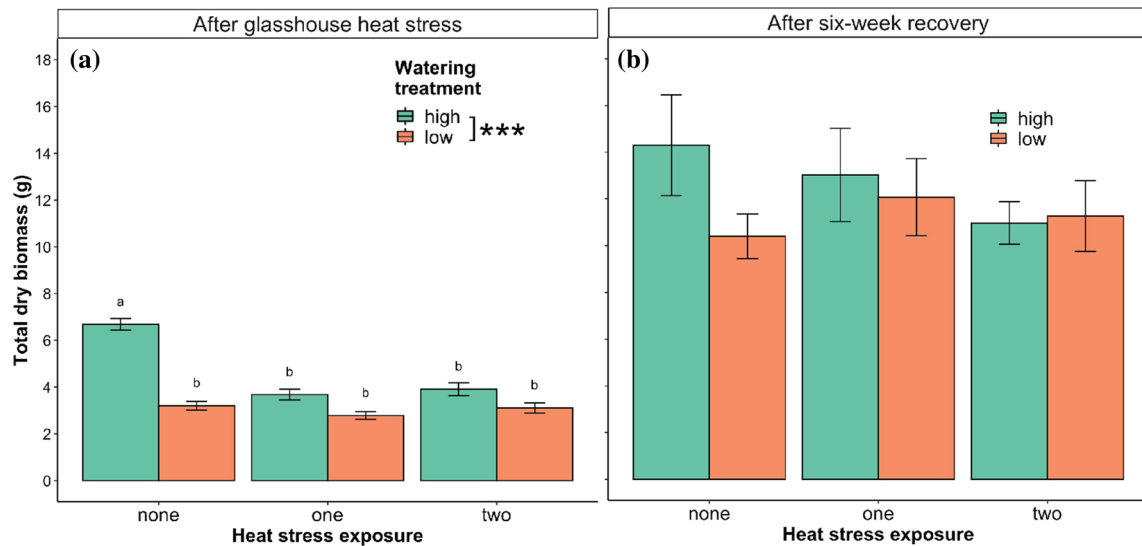 After glasshouse heat stress
After six-week recovery
(a)
(b)
Watering
treatment
high
low
***
high
low
Total dry biomass (g)
18
16
14
12
10
8
6
4
2
0
a
b
b
b
b
b
none
one
two
none
one
two
Heat stress exposure
Heat stress exposure